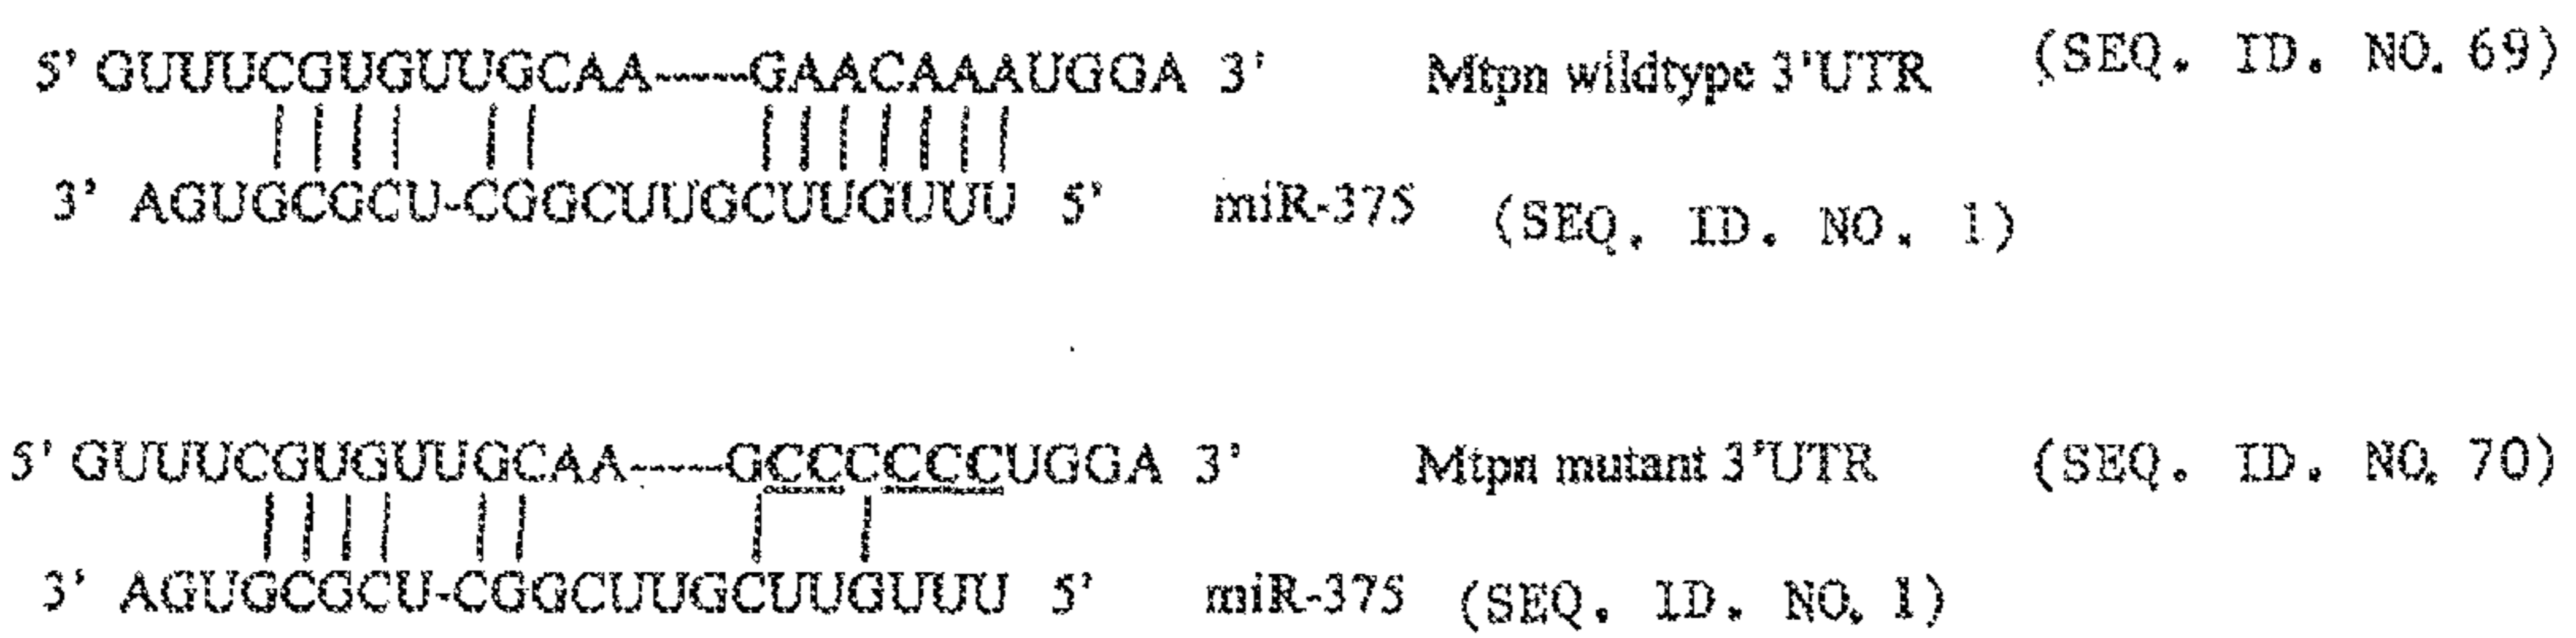 5' GUUUCGUGUUGCAA-----GAACAAAUGGA 3' Mtpn wildtype 3'UTR (SEQ. ID. NO. 69)
3' AGUGCGCU-CGGCUUGCUUGUUU 5' miR-375 (SEQ. ID. NO. 1)
5' GUUUCGUGUUGCAA-----GCCCCCCUGGA 3' Mtpn mutant 3'UTR (SEQ. ID. NO. 70)
3' AGUGCGCU-CGGCUUGCUUGUUU 5' miR-375 (SEQ. ID. NO. 1)